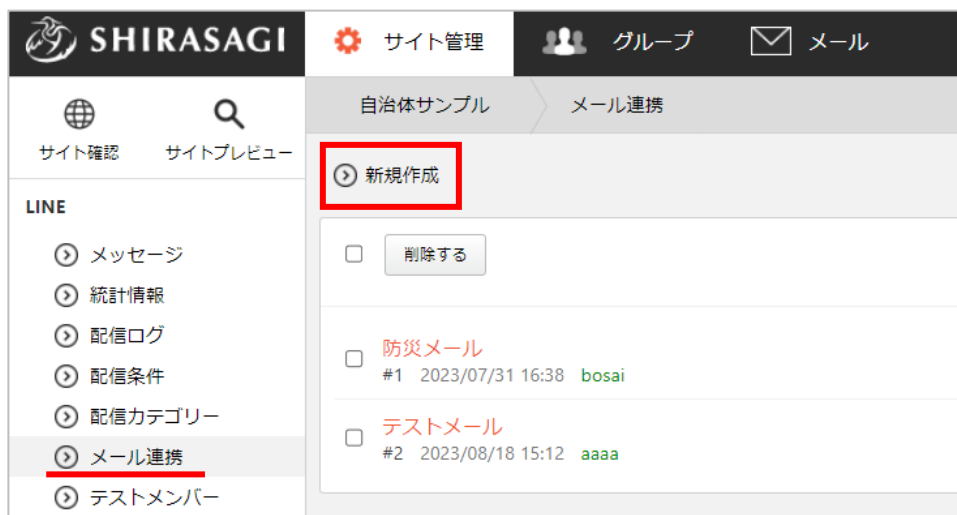 SHIRASAGI
サイト管理
グループ
メール
サイト確認
サイトプレビュー
自治体サンプル
メール連携
新規作成
LINE
メッセージ
統計情報
配信ログ
配信条件
配信カテゴリー
メール連携
テストメンバー
削除する
防災メール
#1 2023/07/31 16:38 bosai
テストメール
#2 2023/08/18 15:12 aaaa